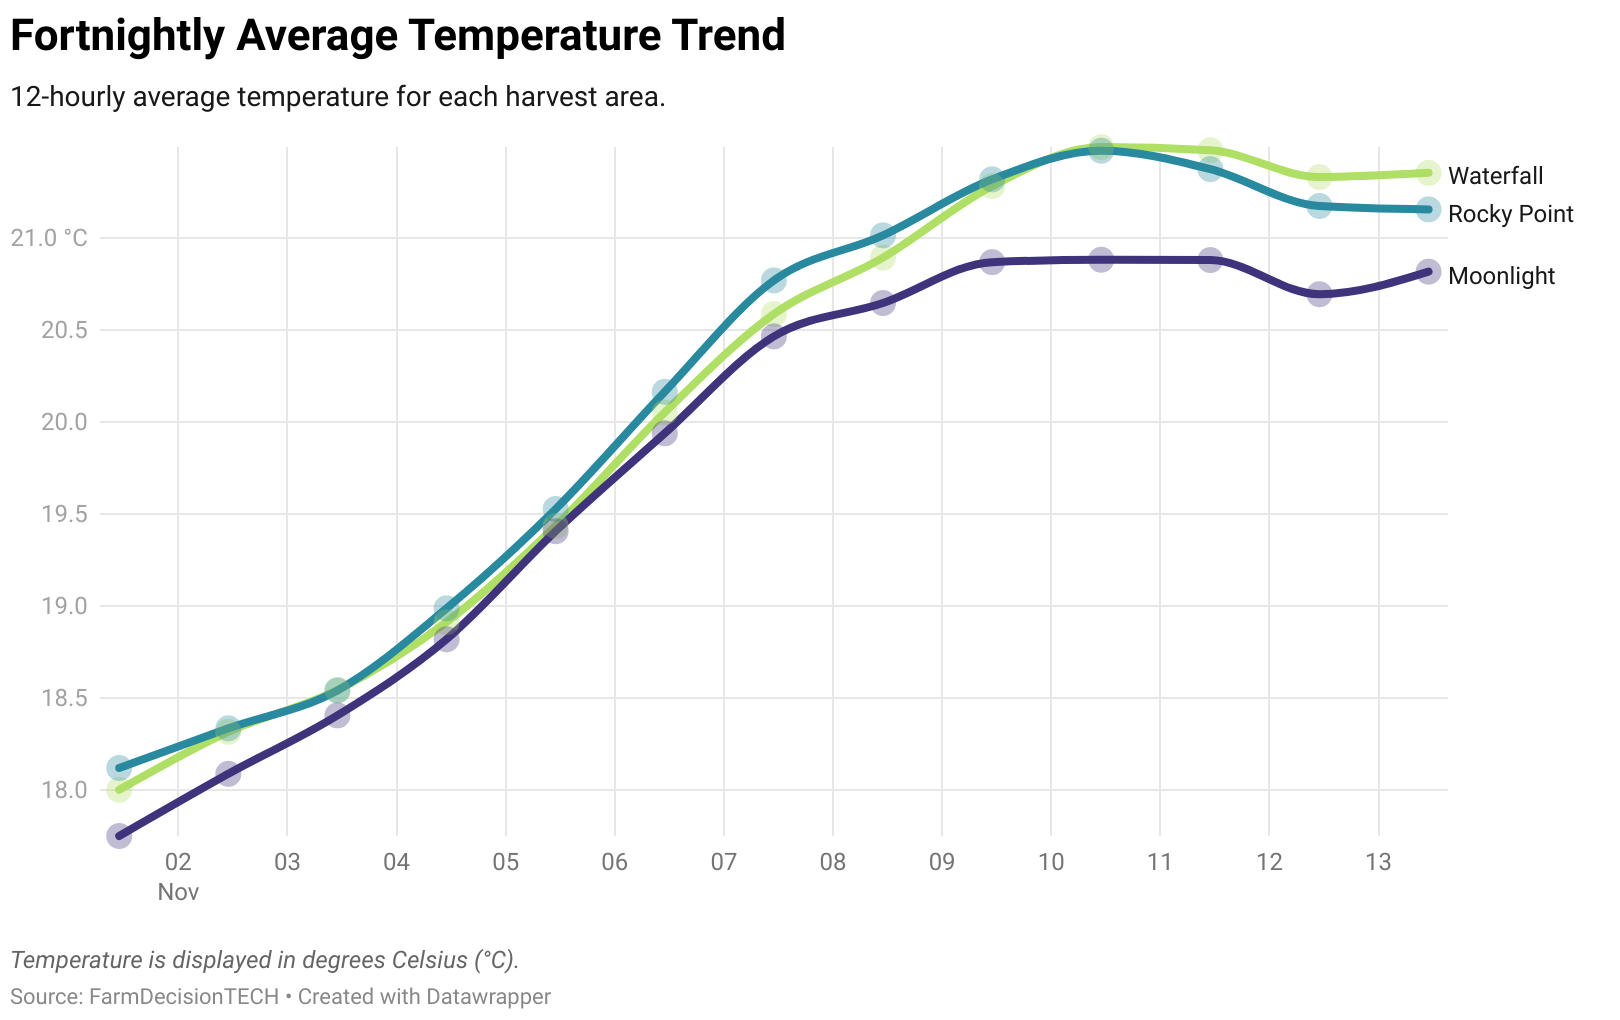 Fortnightly Average Temperature Trend
12-hourly average temperature for each harvest area.
Waterfall
Rocky Point
21.0 °C
Moonlight
20.5
20.0
19.5
19.0
18.5
18.0
02 03 04 05 06 07 08 09 10 11 12 13
Nov
Temperature is displayed in degrees Celsius (°C).
Source: FarmDecisionTECH • Created with Datawrapper